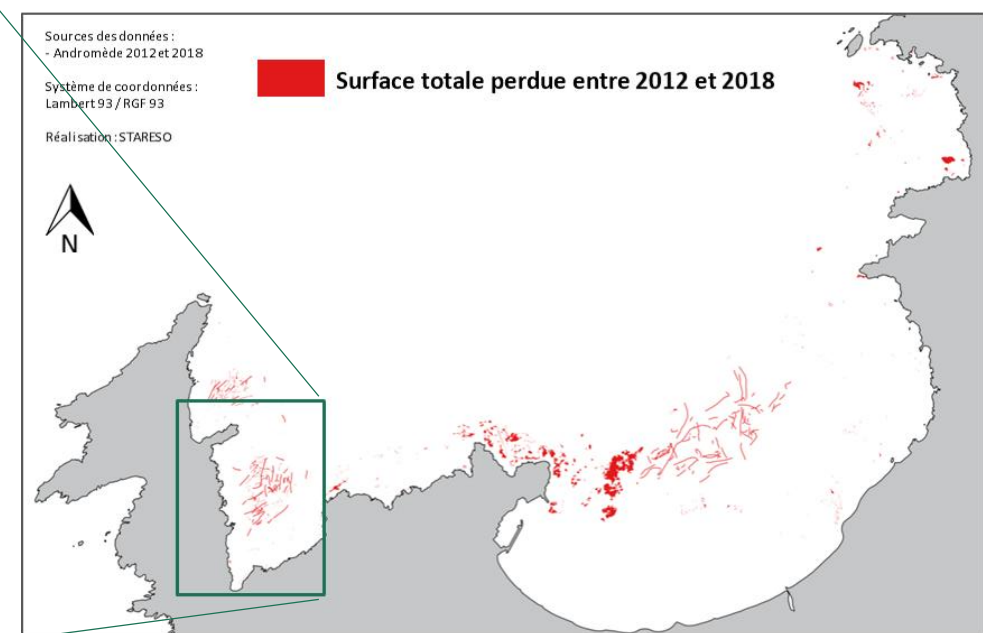 Sources des données :
- Andromède 2012 et 2018
Système de coordonnées :
Lambert 93 / RGF 93
Réalisation : STARESO
Surface totale perdue entre 2012 et 2018
N